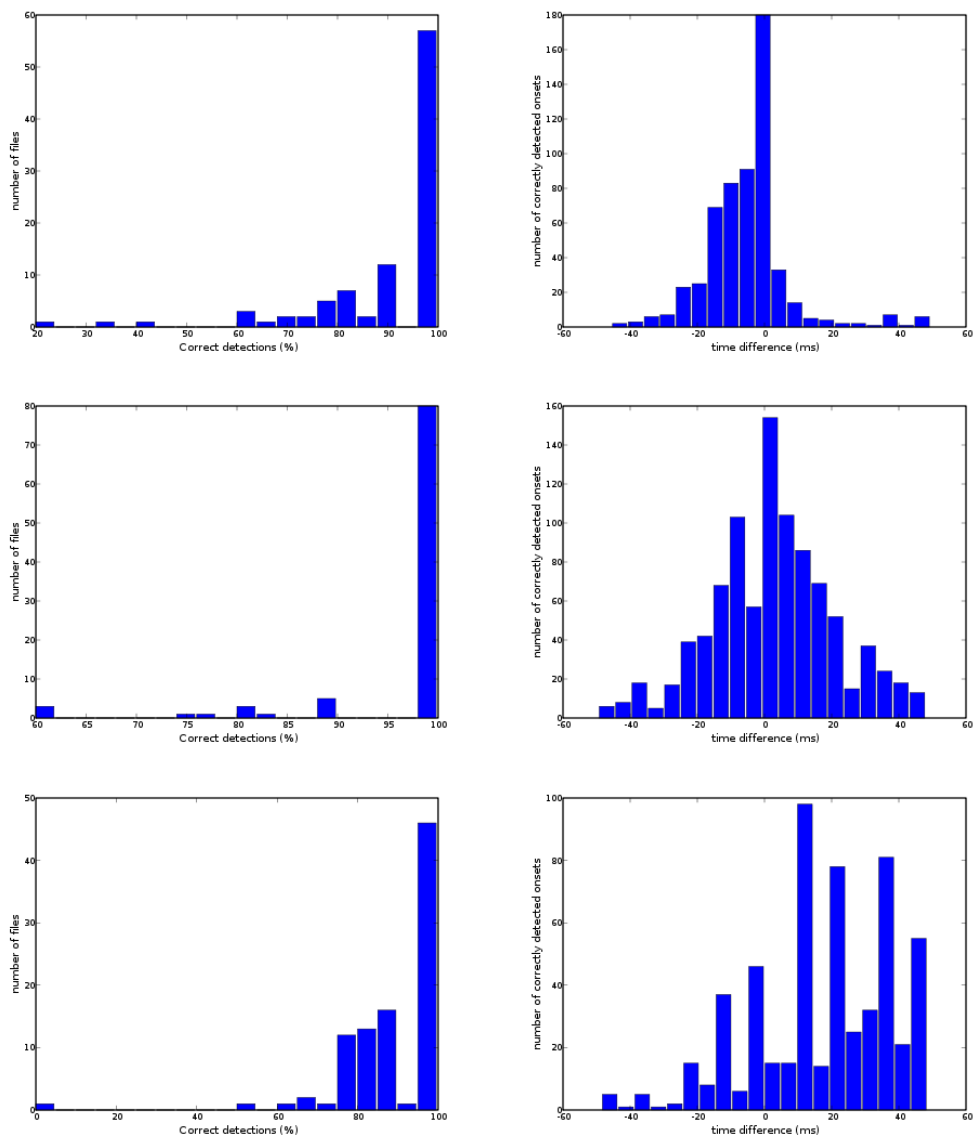 60
50
40
30
20
10
0
number of files
20 30 40 50 60 70 80 90 100
Correct detections (%)
180
160
140
120
100
80
60
40
20
0
number of correctly detected onsets
-60 -40 -20 0 20 40 60
time difference (ms)
80
70
60
50
40
30
20
10
0
number of files
60 65 70 75 80 85 90 95 100
Correct detections (%)
160
140
120
100
80
60
40
20
0
number of correctly detected onsets
-60 -40 -20 0 20 40 60
time difference (ms)
50
40
30
20
10
0
number of files
0 20 40 60 80 100
Correct detections (%)
100
80
60
40
20
0
number of correctly detected onsets
-60 -40 -20 0 20 40 60
time difference (ms)